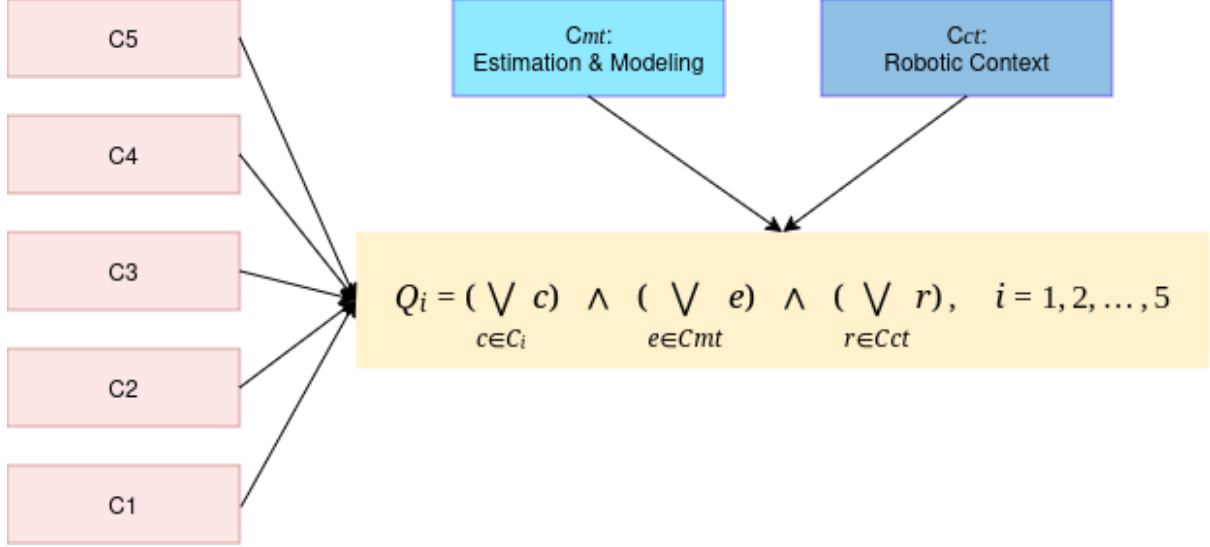 C5
Cmt:
Estimation & Modeling
Cct:
Robotic Context
C4
C3
Qi = ( ⋁ c) ∧ ( ⋁ e) ∧ ( ⋁ r), i = 1, 2, …, 5
c∈Ci e∈Cmt r∈Cct
C2
C1